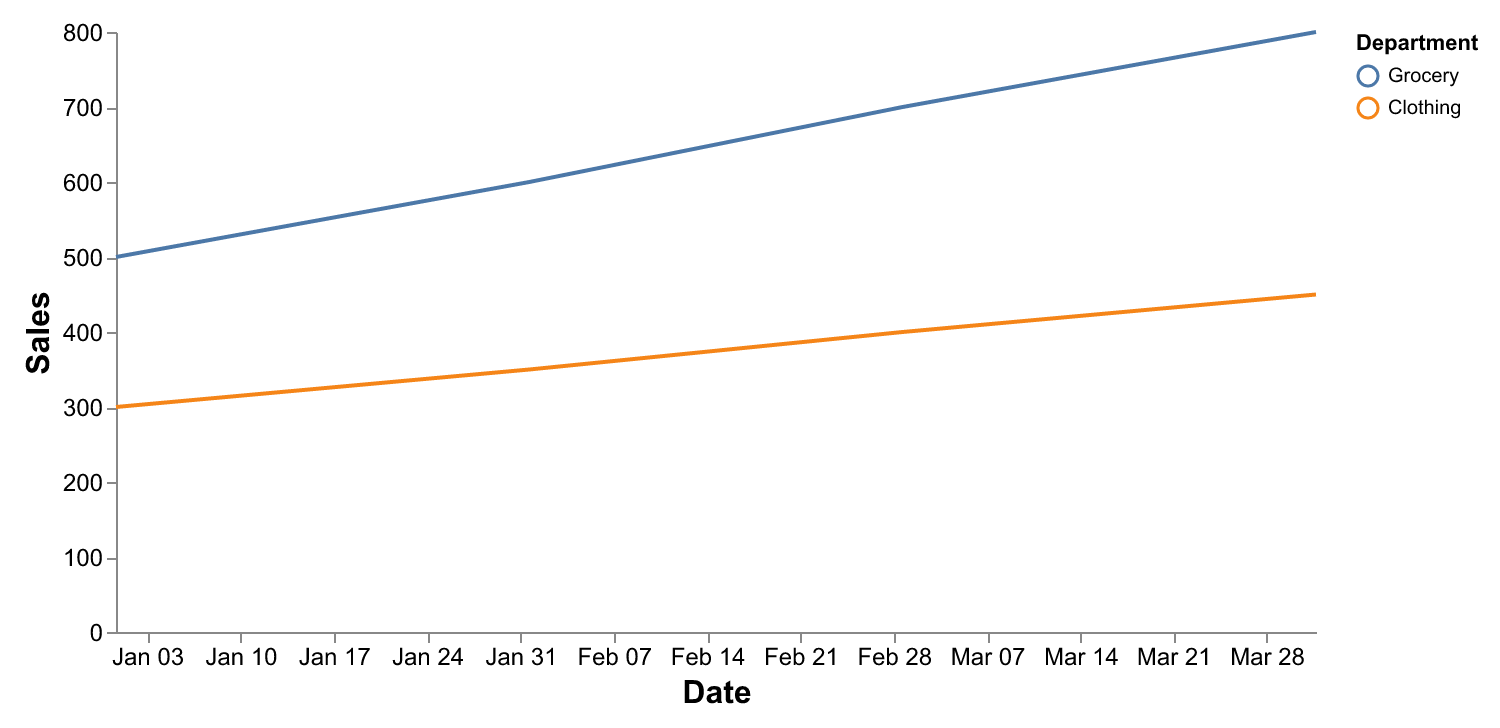 800
700
600
500
400
300
200
100
0
Sales
Jan 03 Jan 10 Jan 17 Jan 24 Jan 31 Feb 07 Feb 14 Feb 21 Feb 28 Mar 07 Mar 14 Mar 21 Mar 28
Date
Department
Grocery
Clothing